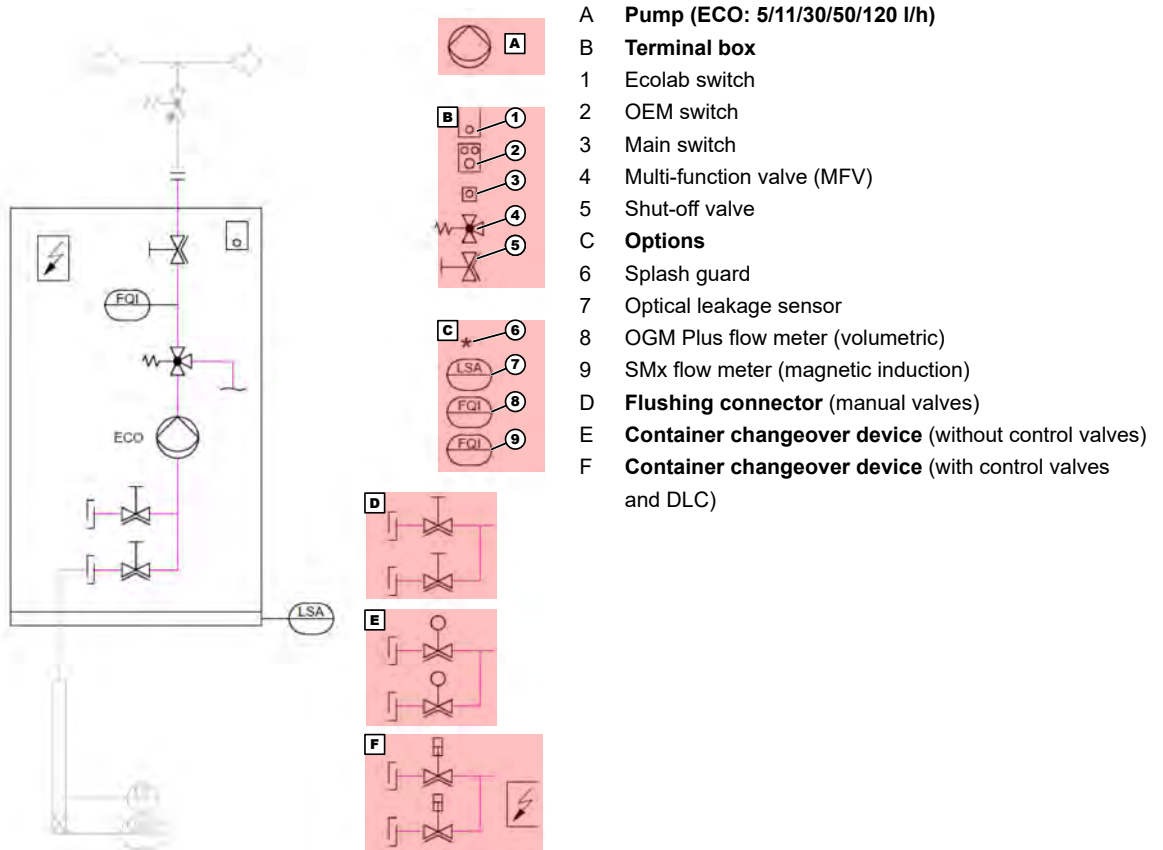 A Pump (ECO: 5/11/30/50/120 l/h)
B Terminal box
1 Ecolab switch
2 OEM switch
3 Main switch
4 Multi-function valve (MFV)
5 Shut-off valve
C Options
6 Splash guard
7 Optical leakage sensor
8 OGM Plus flow meter (volumetric)
9 SMx flow meter (magnetic induction)
D Flushing connector (manual valves)
E Container changeover device (without control valves)
F Container changeover device (with control valves
and DLC)
A
B
1
2
3
4
5
C
*
6
LSA
7
FQI
8
FQI
9
D
E
F
FQI
ECO
LSA